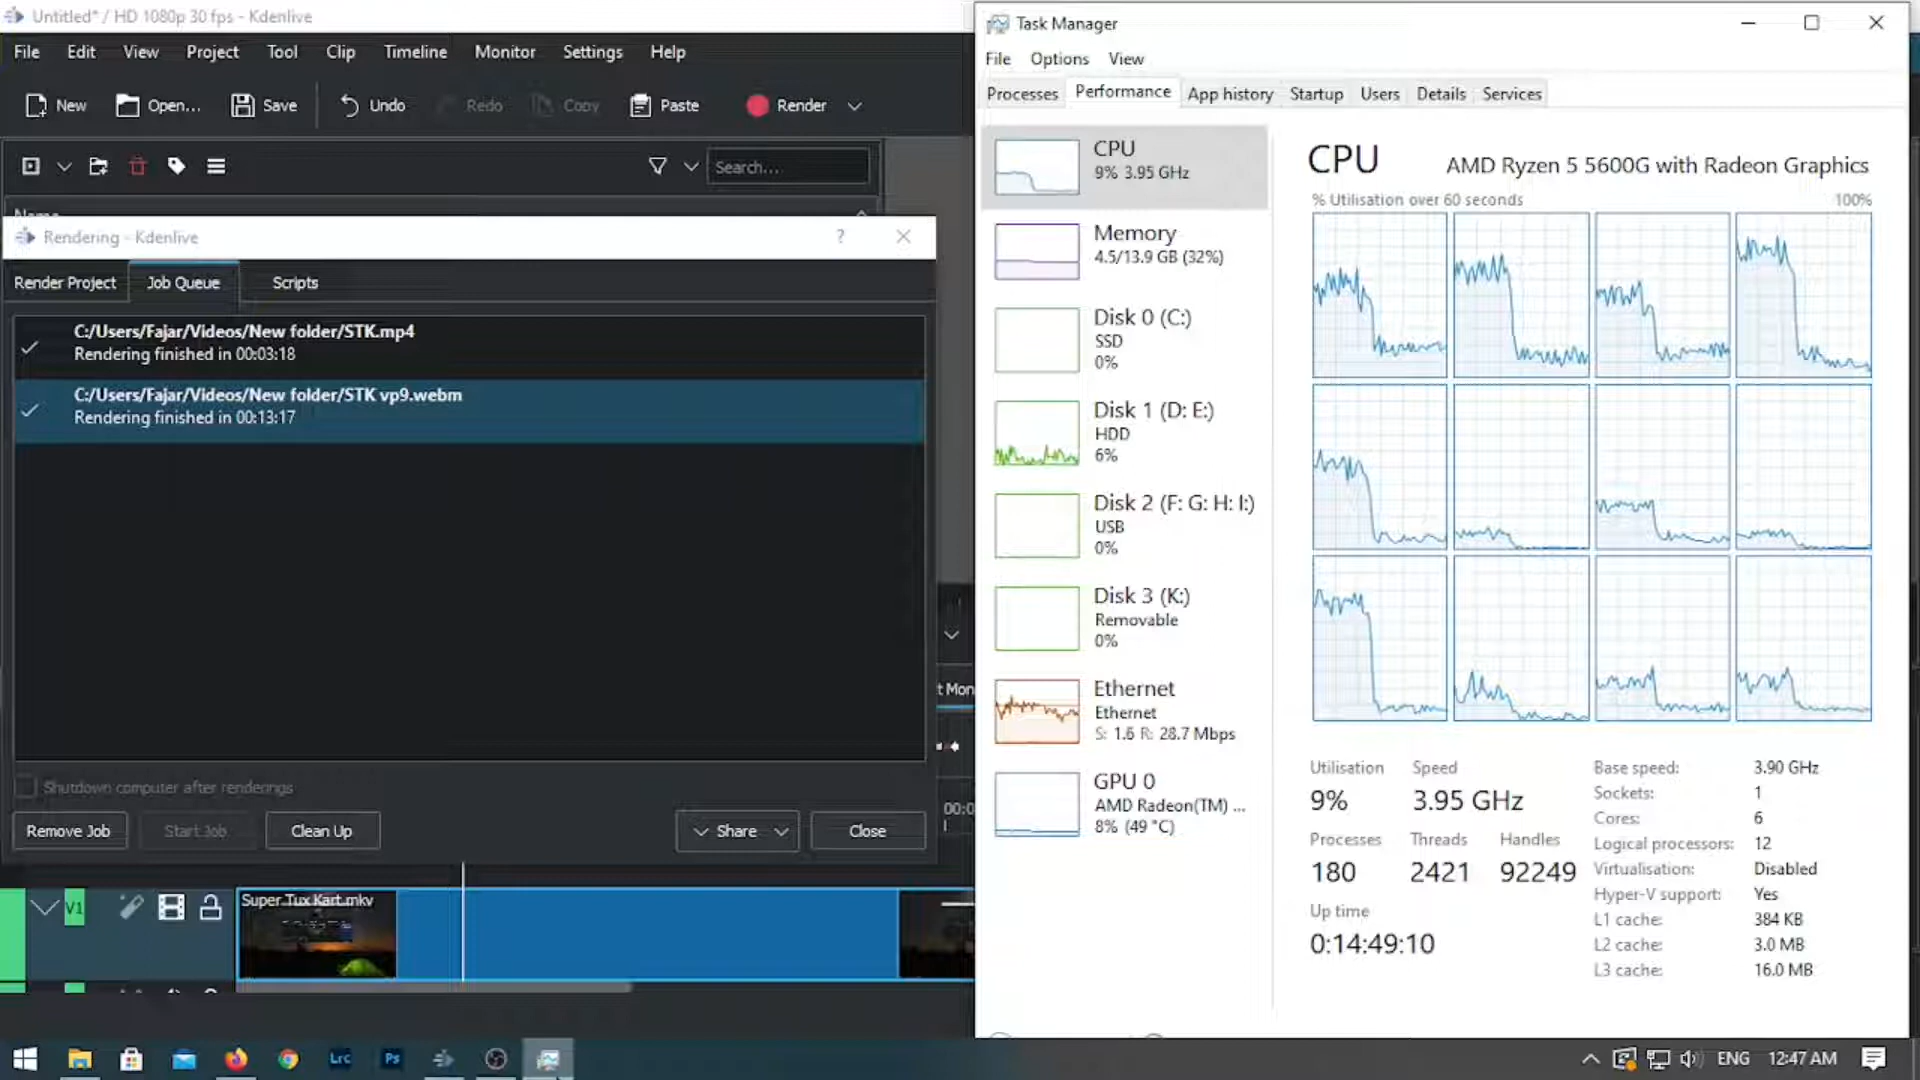 Untitled* / HD 1080p 30 fps - Kdenlive
File Edit View Project Tool Clip Timeline Monitor Settings Help
New Open... Save Undo Redo Copy Paste Render
Search...
Name
Rendering - Kdenlive ?
Render Project Job Queue Scripts
C:/Users/Fajar/Videos/New folder/STK.mp4
Rendering finished in 00:03:18
C:/Users/Fajar/Videos/New folder/STK vp9.webm
Rendering finished in 00:13:17
Shutdown computer after renderings
Remove Job Start Job Clean Up Share Close
t Mon
00:0
V1
Super Tux Kart.mkv
Task Manager
File Options View
Processes Performance App history Startup Users Details Services
CPU
9% 3.95 GHz
Memory
4.5/13.9 GB (32%)
Disk 0 (C:)
SSD
0%
Disk 1 (D: E:)
HDD
6%
Disk 2 (F: G: H: I:)
USB
0%
Disk 3 (K:)
Removable
0%
Ethernet
Ethernet
S: 1.6 R: 28.7 Mbps
GPU 0
AMD Radeon(TM) ...
8% (49 °C)
CPU AMD Ryzen 5 5600G with Radeon Graphics
% Utilisation over 60 seconds 100%
Utilisation Speed
9% 3.95 GHz
Processes Threads Handles
180 2421 92249
Up time
0:14:49:10
Base speed: 3.90 GHz
Sockets: 1
Cores: 6
Logical processors: 12
Virtualisation: Disabled
Hyper-V support: Yes
L1 cache: 384 KB
L2 cache: 3.0 MB
L3 cache: 16.0 MB
Lrc Ps ENG 12:47 AM